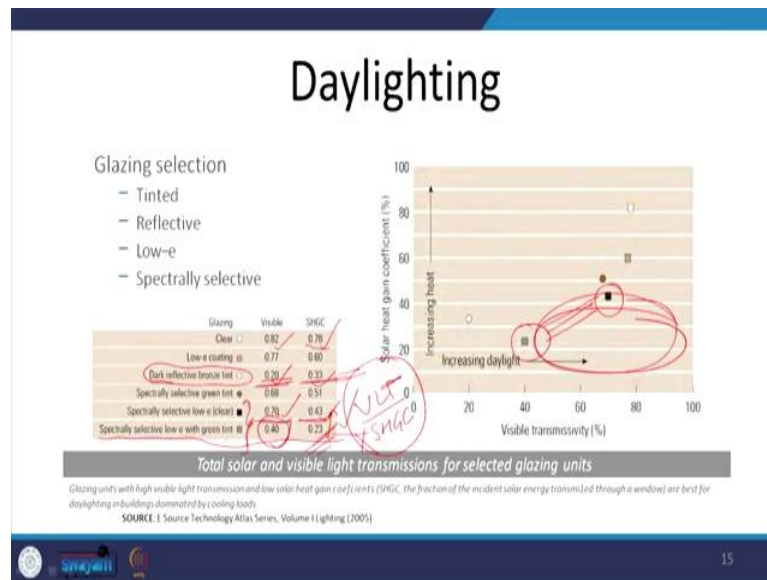 Daylighting
Glazing selection
– Tinted
– Reflective
– Low–e
– Spectrally selective
Glazing Visible SHGC
Clear 0.82 0.78
Low-e coating 0.77 0.60
Dark reflective bronze tint 0.20 0.33
Spectrally selective green tint 0.68 0.51
Spectrally selective low-e (clear) 0.70 0.43
Spectrally selective low-e with green tint 0.40 0.23
VLT
SHGC
Solar heat gain coefficient (%)
100
80
60
40
20
0
Increasing heat
Increasing daylight
0 20 40 60 80 100
Visible transmissivity (%)
Total solar and visible light transmissions for selected glazing units
Glazing units with high visible light transmission and low solar heat gain coefcients (SHGC, the fraction of the incident solar energy transmi1ed through a window) are best for
daylighting in buildings dominated by cooling loads.
SOURCE: E Source Technology Atlas Series, Volume I Lighting (2005)
swayam
15